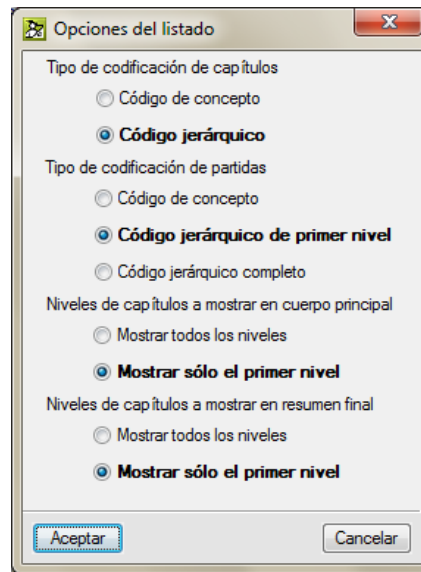 Opciones del listado
Tipo de codificación de capítulos
Código de concepto
Código jerárquico
Tipo de codificación de partidas
Código de concepto
Código jerárquico de primer nivel
Código jerárquico completo
Niveles de capítulos a mostrar en cuerpo principal
Mostrar todos los niveles
Mostrar sólo el primer nivel
Niveles de capítulos a mostrar en resumen final
Mostrar todos los niveles
Mostrar sólo el primer nivel
Aceptar Cancelar